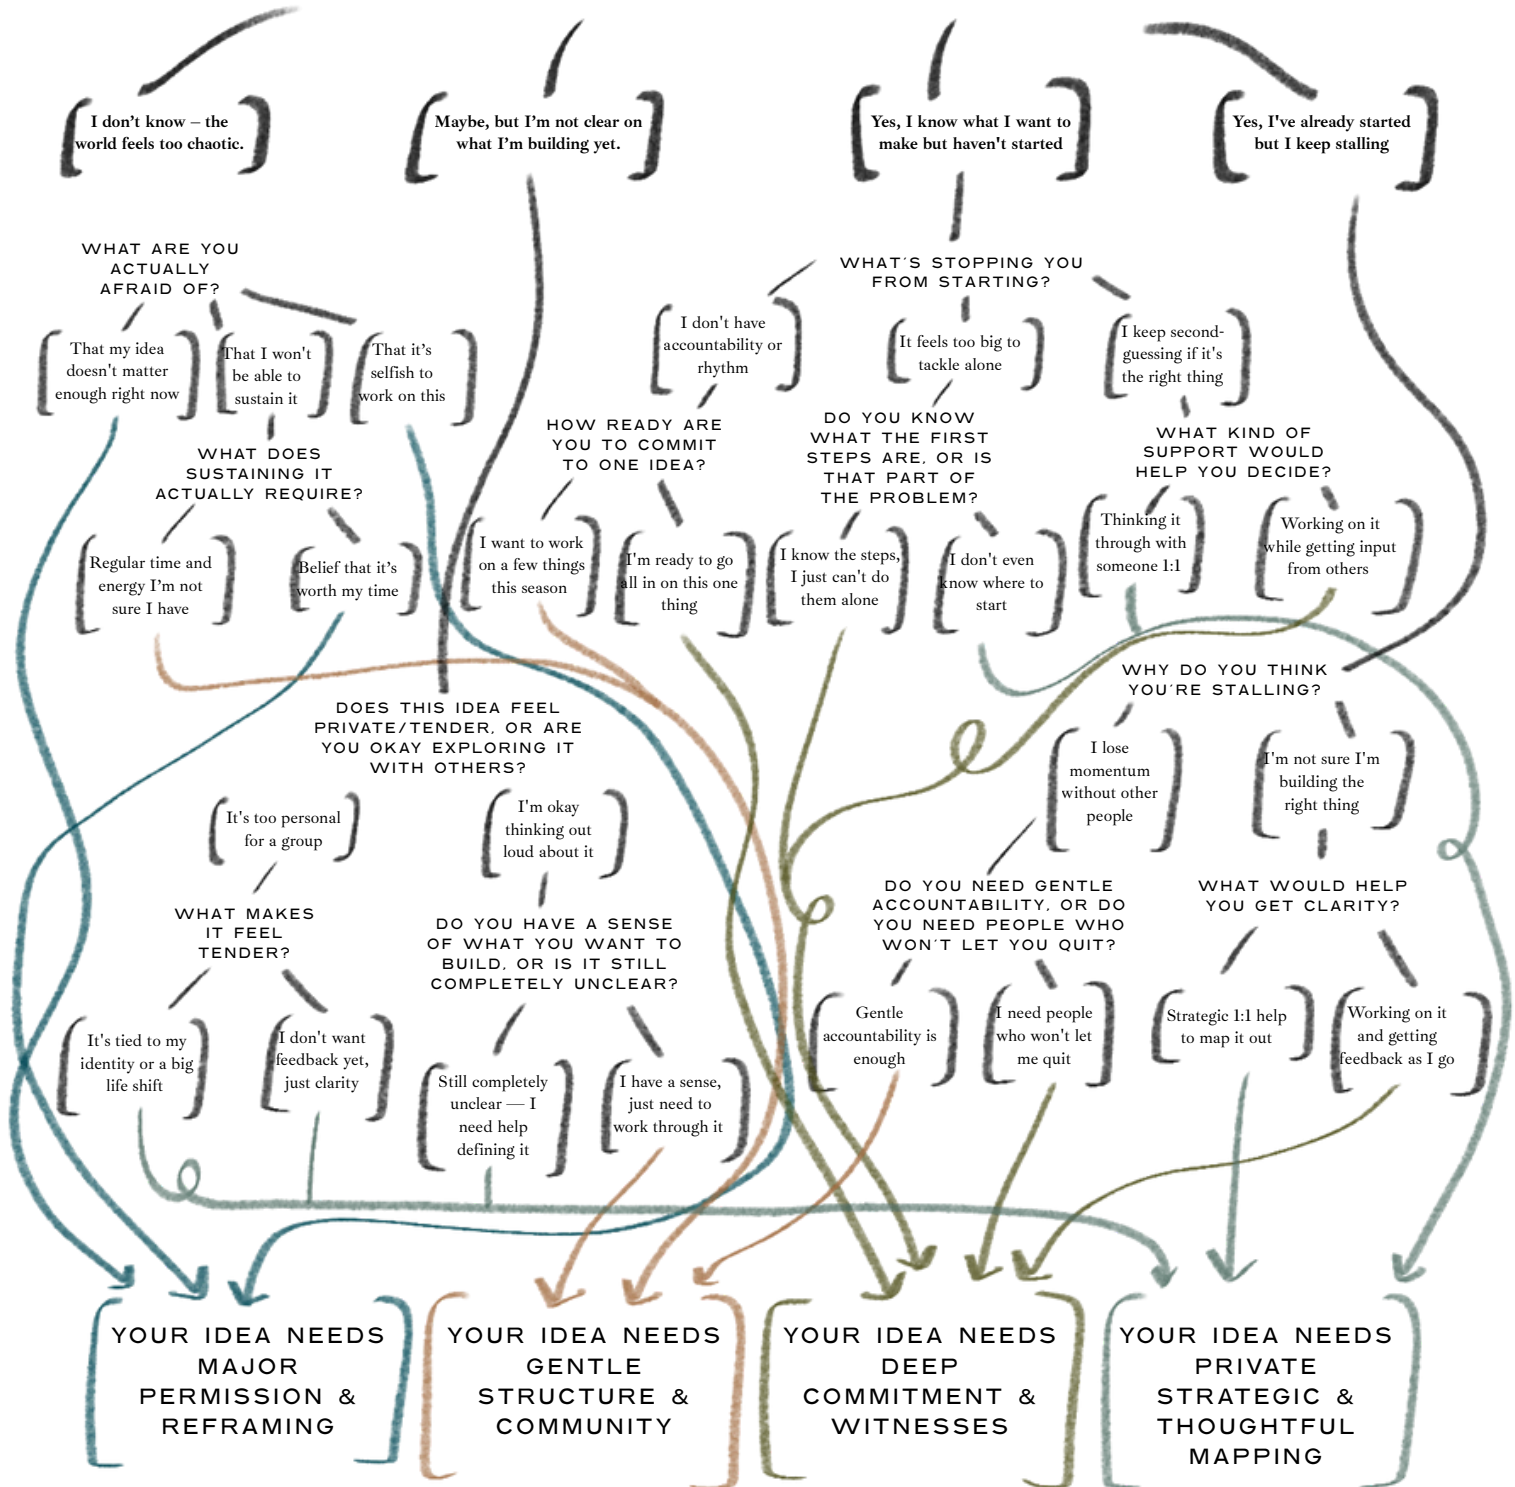 I don't know – the
world feels too chaotic.
Maybe, but I'm not clear on
what I'm building yet.
Yes, I know what I want to
make but haven't started
Yes, I've already started
but I keep stalling
WHAT ARE YOU
ACTUALLY
AFRAID OF?
That my idea
doesn't matter
enough right now
That I won't
be able to
sustain it
That it's
selfish to
work on this
WHAT DOES
SUSTAINING IT
ACTUALLY REQUIRE?
Regular time and
energy I'm not
sure I have
Belief that it's
worth my time
WHAT'S STOPPING YOU
FROM STARTING?
I don't have
accountability or
rhythm
It feels too big to
tackle alone
I keep second-
guessing if it's
the right thing
HOW READY ARE
YOU TO COMMIT
TO ONE IDEA?
DO YOU KNOW
WHAT THE FIRST
STEPS ARE, OR IS
THAT PART OF
THE PROBLEM?
WHAT KIND OF
SUPPORT WOULD
HELP YOU DECIDE?
I want to work
on a few things
this season
I'm ready to go
all in on this one
thing
I know the steps,
I just can't do
them alone
I don't even
know where to
start
Thinking it
through with
someone 1:1
Working on it
while getting input
from others
DOES THIS IDEA FEEL
PRIVATE/TENDER, OR ARE
YOU OKAY EXPLORING IT
WITH OTHERS?
It's too personal
for a group
I'm okay
thinking out
loud about it
WHAT MAKES
IT FEEL
TENDER?
DO YOU HAVE A SENSE
OF WHAT YOU WANT TO
BUILD, OR IS IT STILL
COMPLETELY UNCLEAR?
It's tied to my
identity or a big
life shift
I don't want
feedback yet,
just clarity
Still completely
unclear — I
need help
defining it
I have a sense,
just need to
work through it
WHY DO YOU THINK
YOU'RE STALLING?
I lose
momentum
without other
people
I'm not sure I'm
building the
right thing
DO YOU NEED GENTLE
ACCOUNTABILITY, OR DO
YOU NEED PEOPLE WHO
WON'T LET YOU QUIT?
WHAT WOULD HELP
YOU GET CLARITY?
Gentle
accountability is
enough
I need people
who won't let
me quit
Strategic 1:1 help
to map it out
Working on it
and getting
feedback as I go
YOUR IDEA NEEDS
MAJOR
PERMISSION &
REFRAMING
YOUR IDEA NEEDS
GENTLE
STRUCTURE &
COMMUNITY
YOUR IDEA NEEDS
DEEP
COMMITMENT &
WITNESSES
YOUR IDEA NEEDS
PRIVATE
STRATEGIC &
THOUGHTFUL
MAPPING